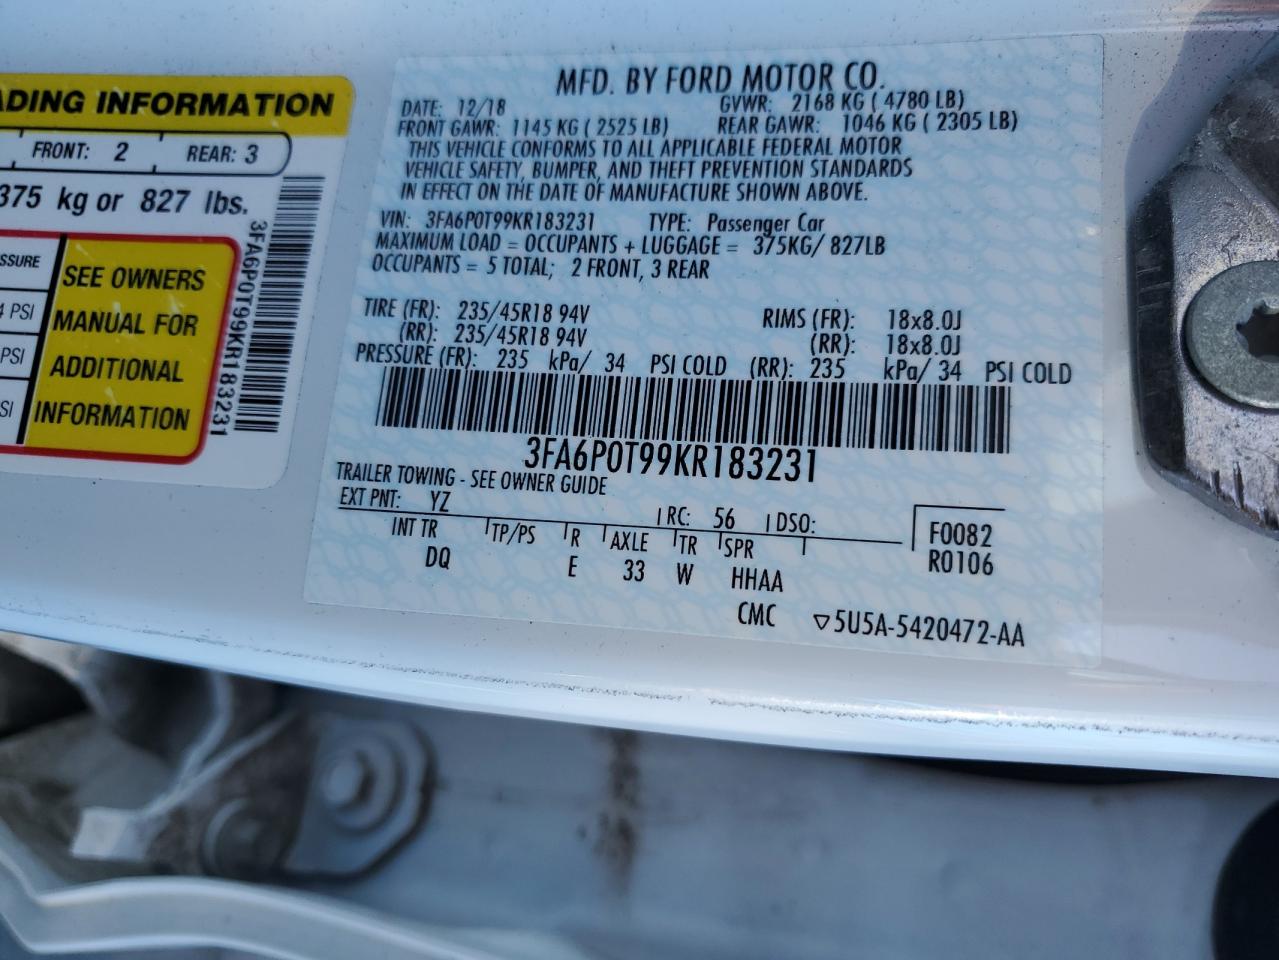 ADING INFORMATION
FRONT: 2 REAR: 3
375 kg or 827 lbs.
SSURE
4 PSI
PSI
SI
SEE OWNERS
MANUAL FOR
ADDITIONAL
INFORMATION
3FA6P0T99KR183231
MFD. BY FORD MOTOR CO.
DATE: 12/18 GVWR: 2168 KG ( 4780 LB)
FRONT GAWR: 1145 KG ( 2525 LB) REAR GAWR: 1046 KG ( 2305 LB)
THIS VEHICLE CONFORMS TO ALL APPLICABLE FEDERAL MOTOR
VEHICLE SAFETY, BUMPER, AND THEFT PREVENTION STANDARDS
IN EFFECT ON THE DATE OF MANUFACTURE SHOWN ABOVE.
VIN: 3FA6P0T99KR183231 TYPE: Passenger Car
MAXIMUM LOAD = OCCUPANTS + LUGGAGE = 375KG/ 827LB
OCCUPANTS = 5 TOTAL; 2 FRONT, 3 REAR
TIRE (FR): 235/45R18 94V RIMS (FR): 18x8.0J
(RR): 235/45R18 94V (RR): 18x8.0J
PRESSURE (FR): 235 kPa/ 34 PSI COLD (RR): 235 kPa/ 34 PSI COLD
3FA6P0T99KR183231
TRAILER TOWING - SEE OWNER GUIDE
EXT PNT: YZ RC: 56 DSO:
F0082
R0106
INT TR TP/PS R AXLE TR SPR
DQ E 33 W HHAA
CMC ▽5U5A-5420472-AA